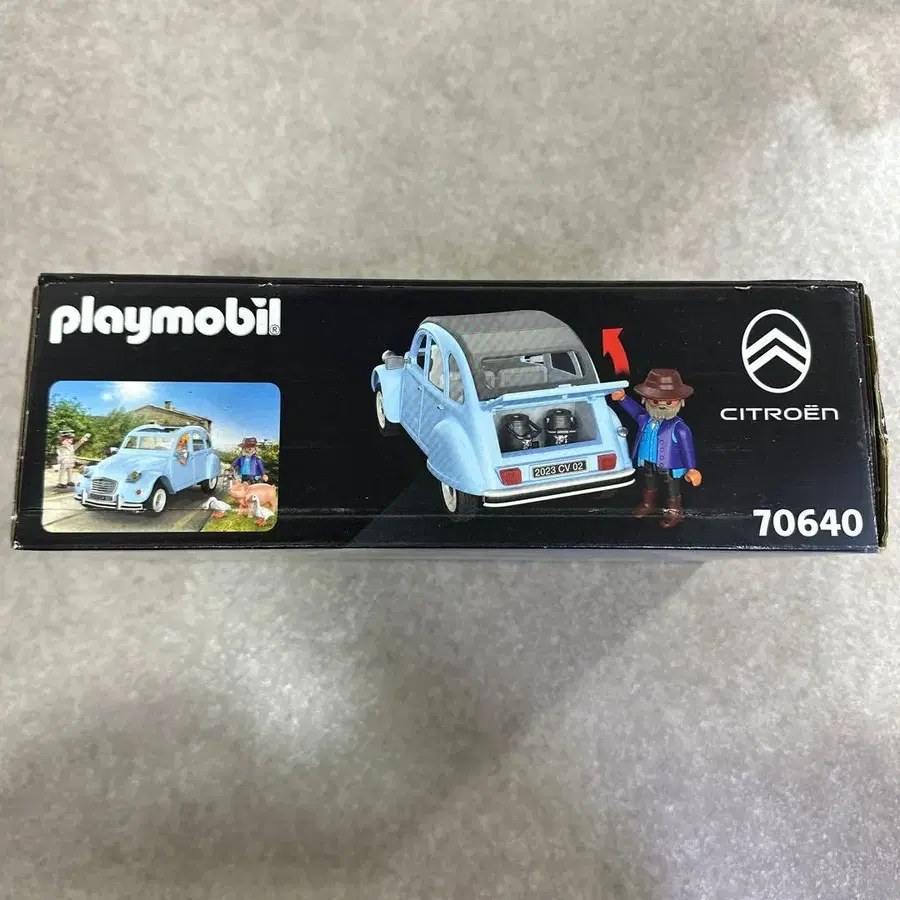 playmobil®
CITROËN
2023 CV 02
70640